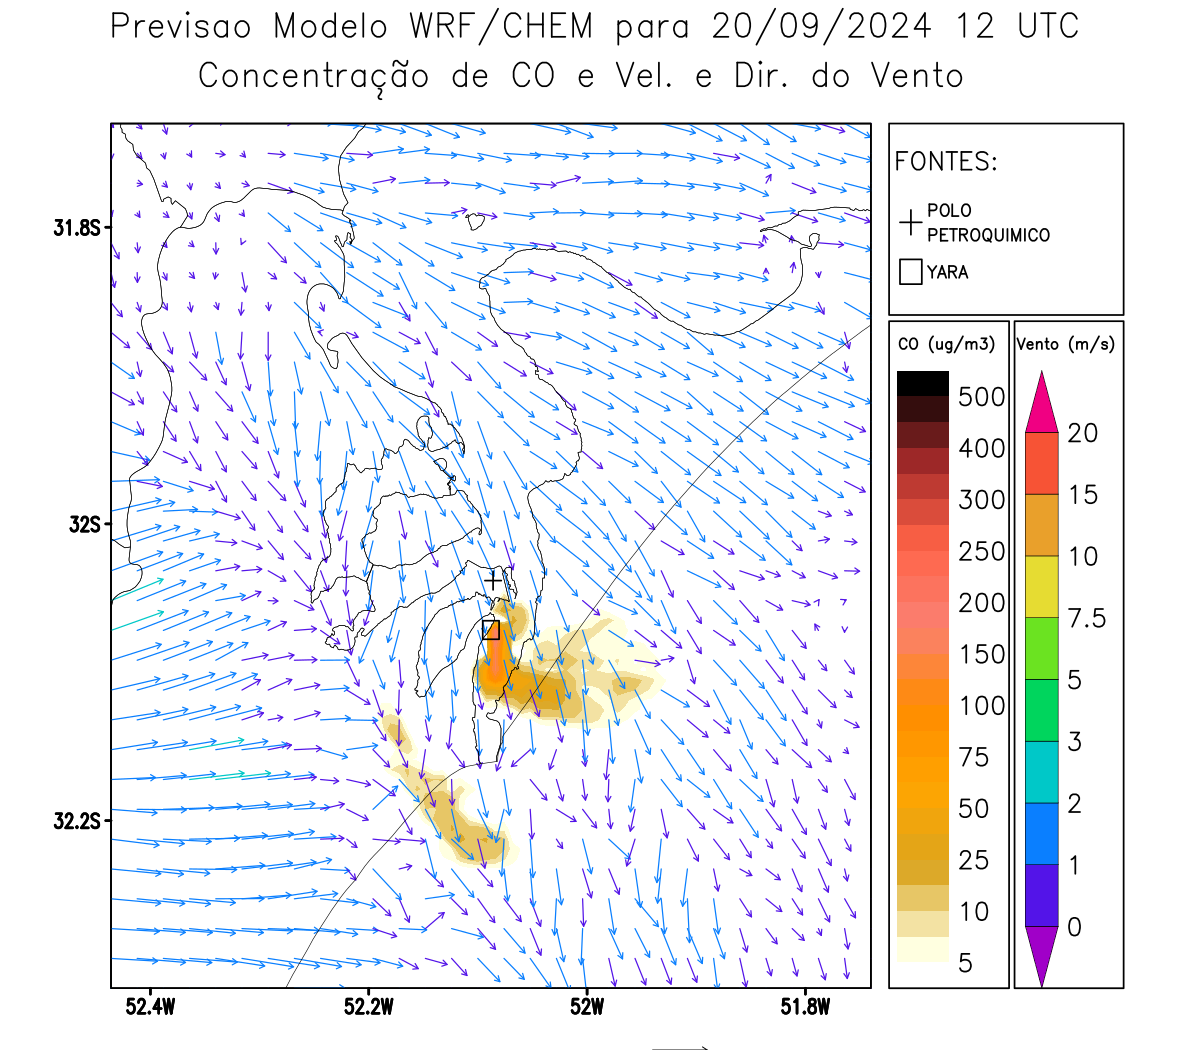 Previsao Modelo WRF/CHEM para 20/09/2024 12 UTC
Concentração de CO e Vel. e Dir. do Vento
FONTES:
POLO
PETROQUIMICO
YARA
CO (ug/m3)
500
400
300
250
200
150
100
75
50
25
10
5
Vento (m/s)
20
15
10
7.5
5
3
2
1
0
31.8S
32S
32.2S
52.4W
52.2W
52W
51.8W